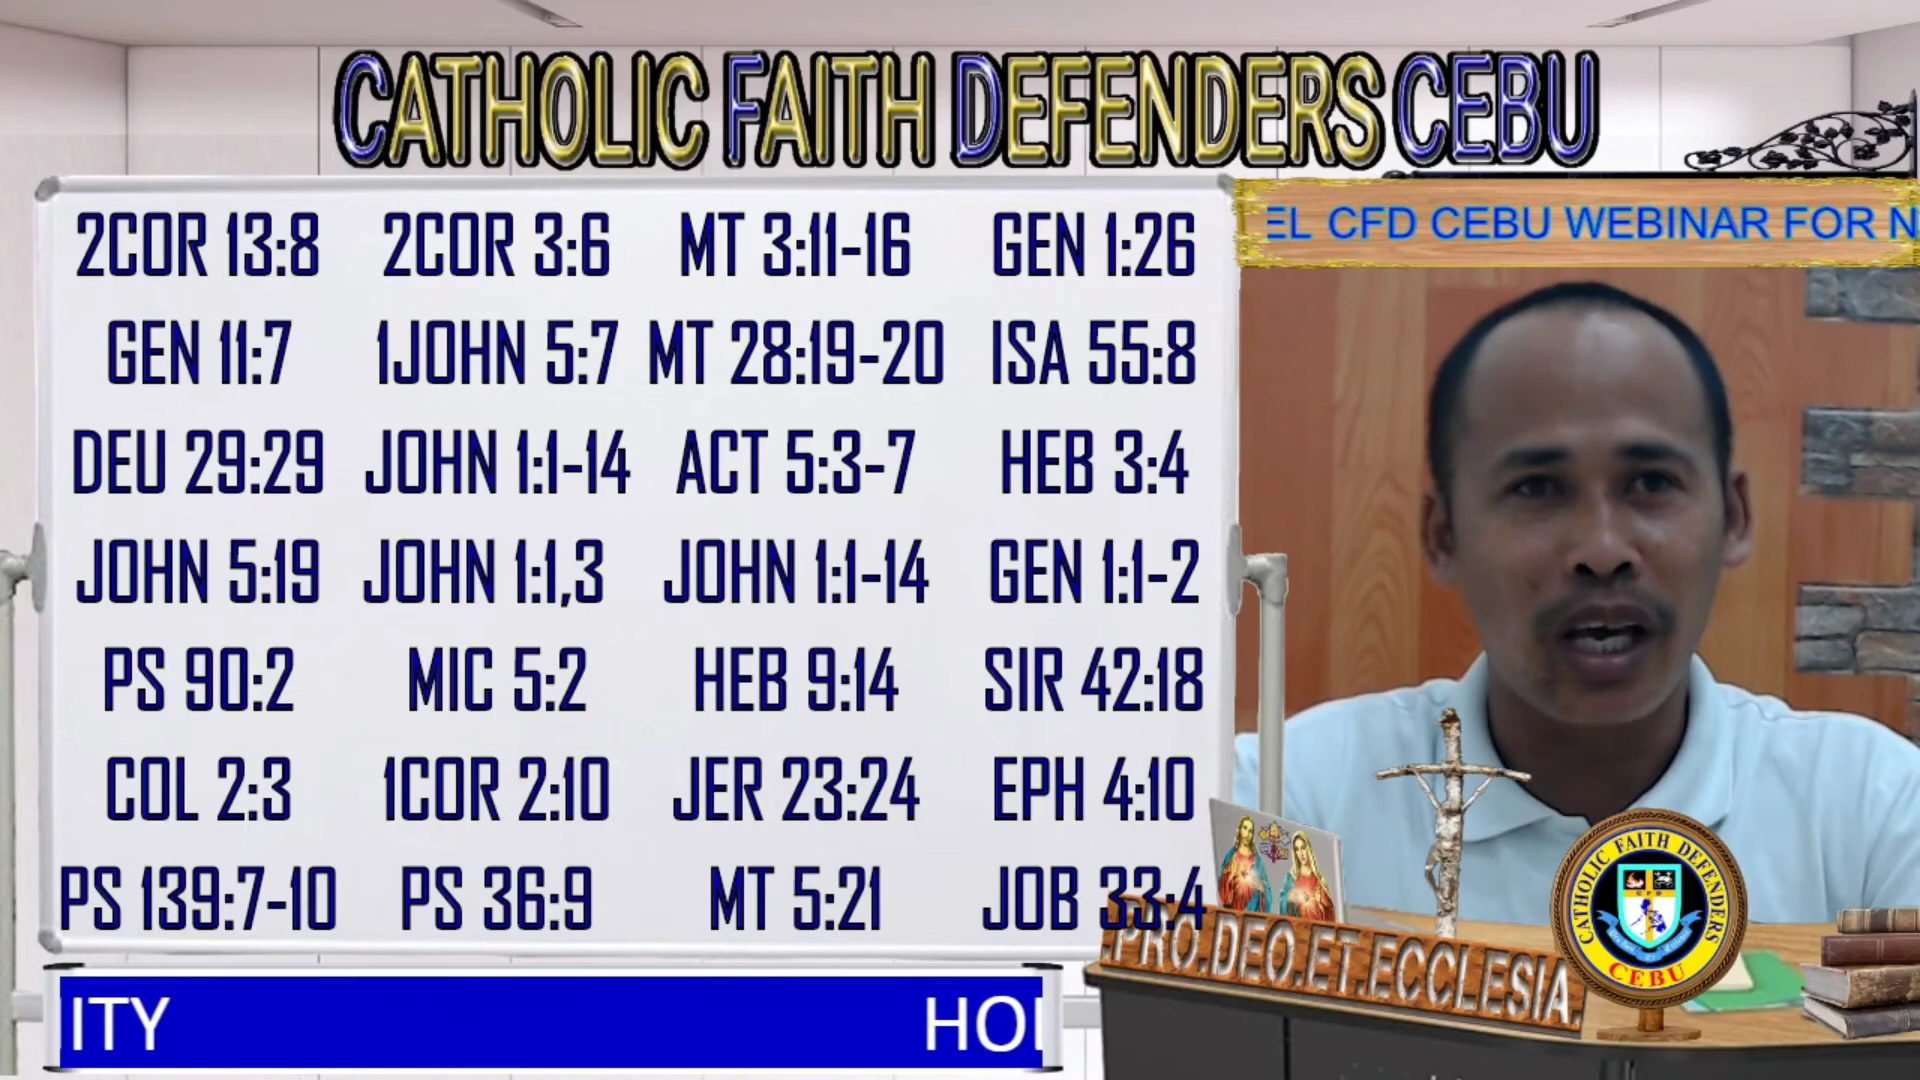 CATHOLIC FAITH DEFENDERS CEBU
EL CFD CEBU WEBINAR FOR N
2COR 13:8 2COR 3:6 MT 3:11-16 GEN 1:26
GEN 11:7 1JOHN 5:7 MT 28:19-20 ISA 55:8
DEU 29:29 JOHN 1:1-14 ACT 5:3-7 HEB 3:4
JOHN 5:19 JOHN 1:1,3 JOHN 1:1-14 GEN 1:1-2
PS 90:2 MIC 5:2 HEB 9:14 SIR 42:18
COL 2:3 1COR 2:10 JER 23:24 EPH 4:10
PS 139:7-10 PS 36:9 MT 5:21 JOB 33:4
PRO.DEO.ET.ECCLESIA.
CATHOLIC FAITH DEFENDERS
CFD
CEBU
ITY HOL